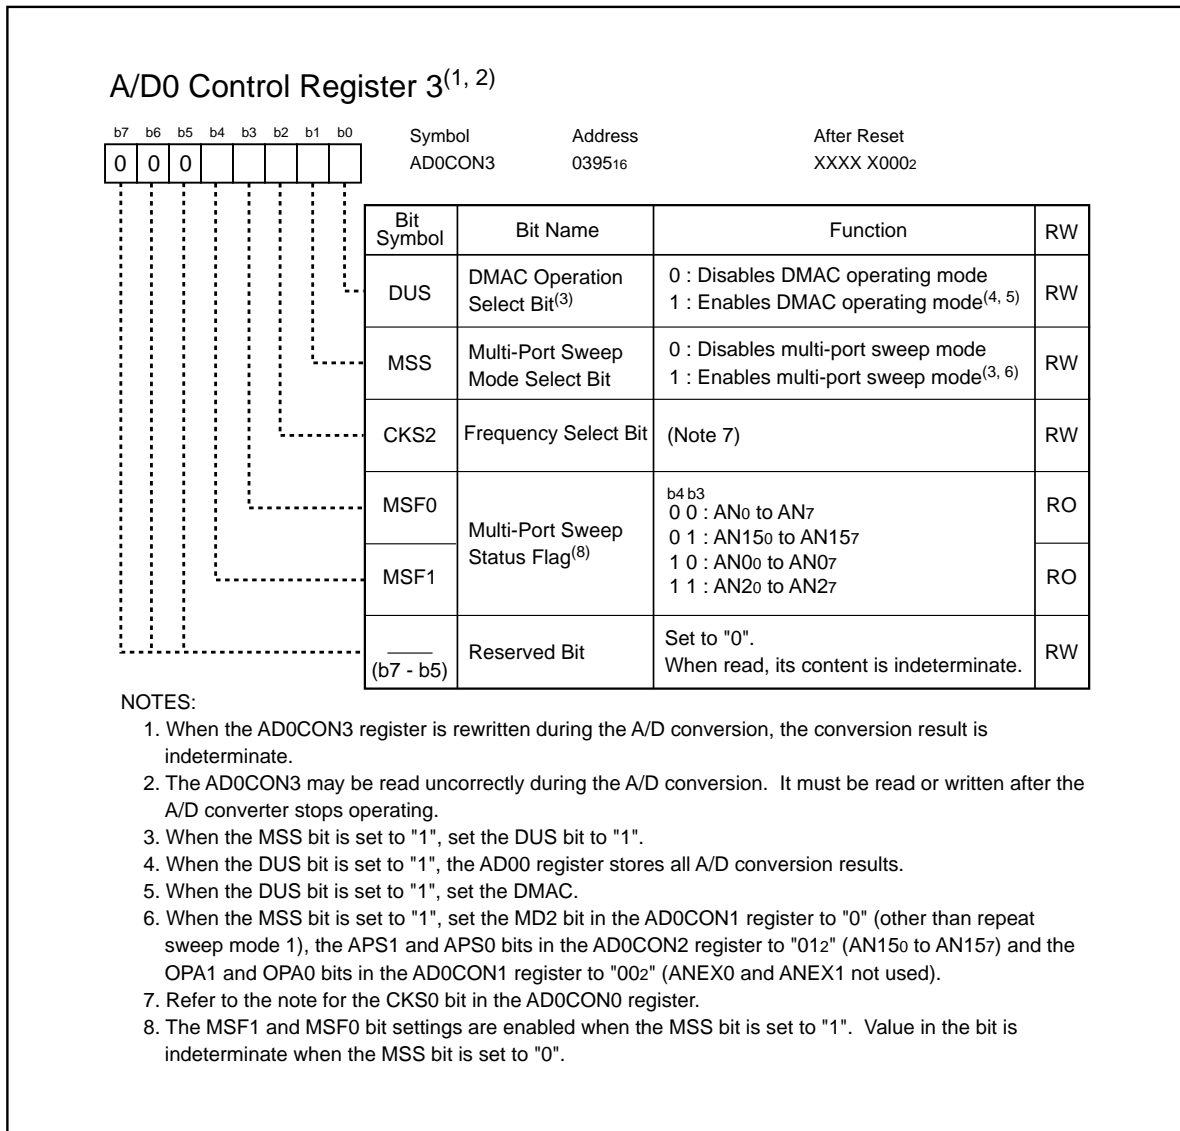 A/D0 Control Register 3(1, 2)
b7 b6 b5 b4 b3 b2 b1 b0
0 0 0
Symbol Address After Reset
AD0CON3 039516 XXXX X0002
Bit Symbol Bit Name Function RW
DUS
DMAC Operation
Select Bit(3)
0 : Disables DMAC operating mode
1 : Enables DMAC operating mode(4, 5)
RW
MSS
Multi-Port Sweep
Mode Select Bit
0 : Disables multi-port sweep mode
1 : Enables multi-port sweep mode(3, 6)
RW
CKS2 Frequency Select Bit (Note 7) RW
MSF0
MSF1
Multi-Port Sweep
Status Flag(8)
b4 b3
0 0 : AN0 to AN7
0 1 : AN150 to AN157
1 0 : AN00 to AN07
1 1 : AN20 to AN27
RO
RO
(b7 - b5)
Reserved Bit
Set to "0".
When read, its content is indeterminate.
RW
NOTES:
1. When the AD0CON3 register is rewritten during the A/D conversion, the conversion result is
indeterminate.
2. The AD0CON3 may be read uncorrectly during the A/D conversion. It must be read or written after the
A/D converter stops operating.
3. When the MSS bit is set to "1", set the DUS bit to "1".
4. When the DUS bit is set to "1", the AD00 register stores all A/D conversion results.
5. When the DUS bit is set to "1", set the DMAC.
6. When the MSS bit is set to "1", set the MD2 bit in the AD0CON1 register to "0" (other than repeat
sweep mode 1), the APS1 and APS0 bits in the AD0CON2 register to "012" (AN150 to AN157) and the
OPA1 and OPA0 bits in the AD0CON1 register to "002" (ANEX0 and ANEX1 not used).
7. Refer to the note for the CKS0 bit in the AD0CON0 register.
8. The MSF1 and MSF0 bit settings are enabled when the MSS bit is set to "1". Value in the bit is
indeterminate when the MSS bit is set to "0".